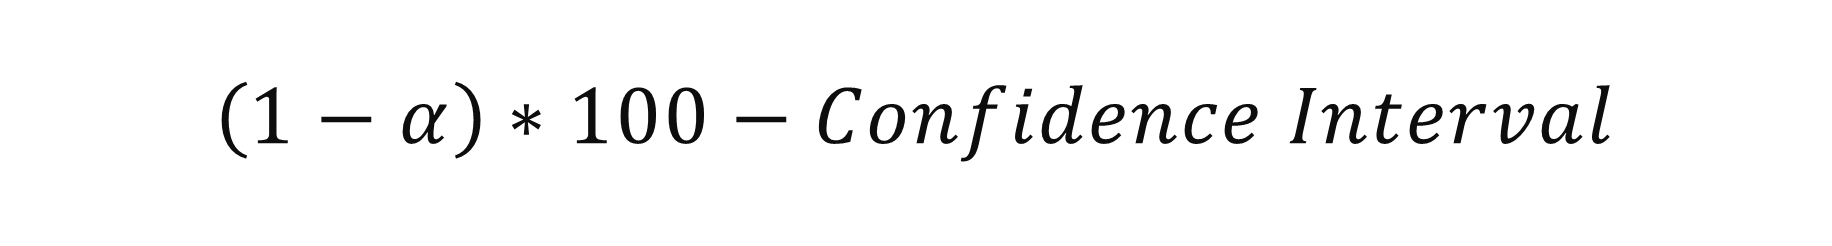 (1 − α) ∗ 100 − Confidence Interval